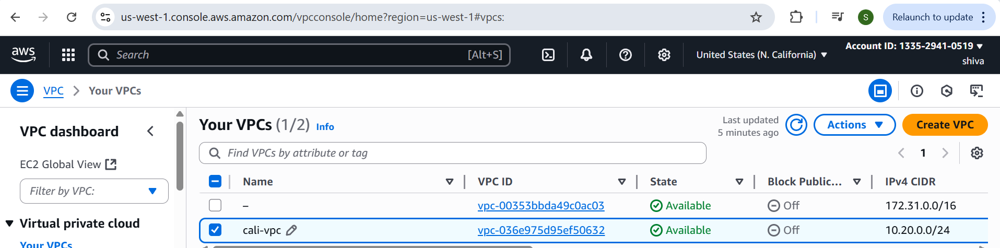 us-west-1.console.aws.amazon.com/vpcconsole/home?region=us-west-1#vpcs:
S
Relaunch to update
aws
Search
[Alt+S]
United States (N. California)
Account ID: 1335-2941-0519
shiva
VPC
Your VPCs
VPC dashboard
EC2 Global View
Filter by VPC:
Virtual private cloud
Your VPCs
Your VPCs (1/2) Info
Last updated
5 minutes ago
Actions
Create VPC
Find VPCs by attribute or tag
1
Name VPC ID State Block Public... IPv4 CIDR
– vpc-00353bbda49c0ac03 Available Off 172.31.0.0/16
cali-vpc vpc-036e975d95ef50632 Available Off 10.20.0.0/24